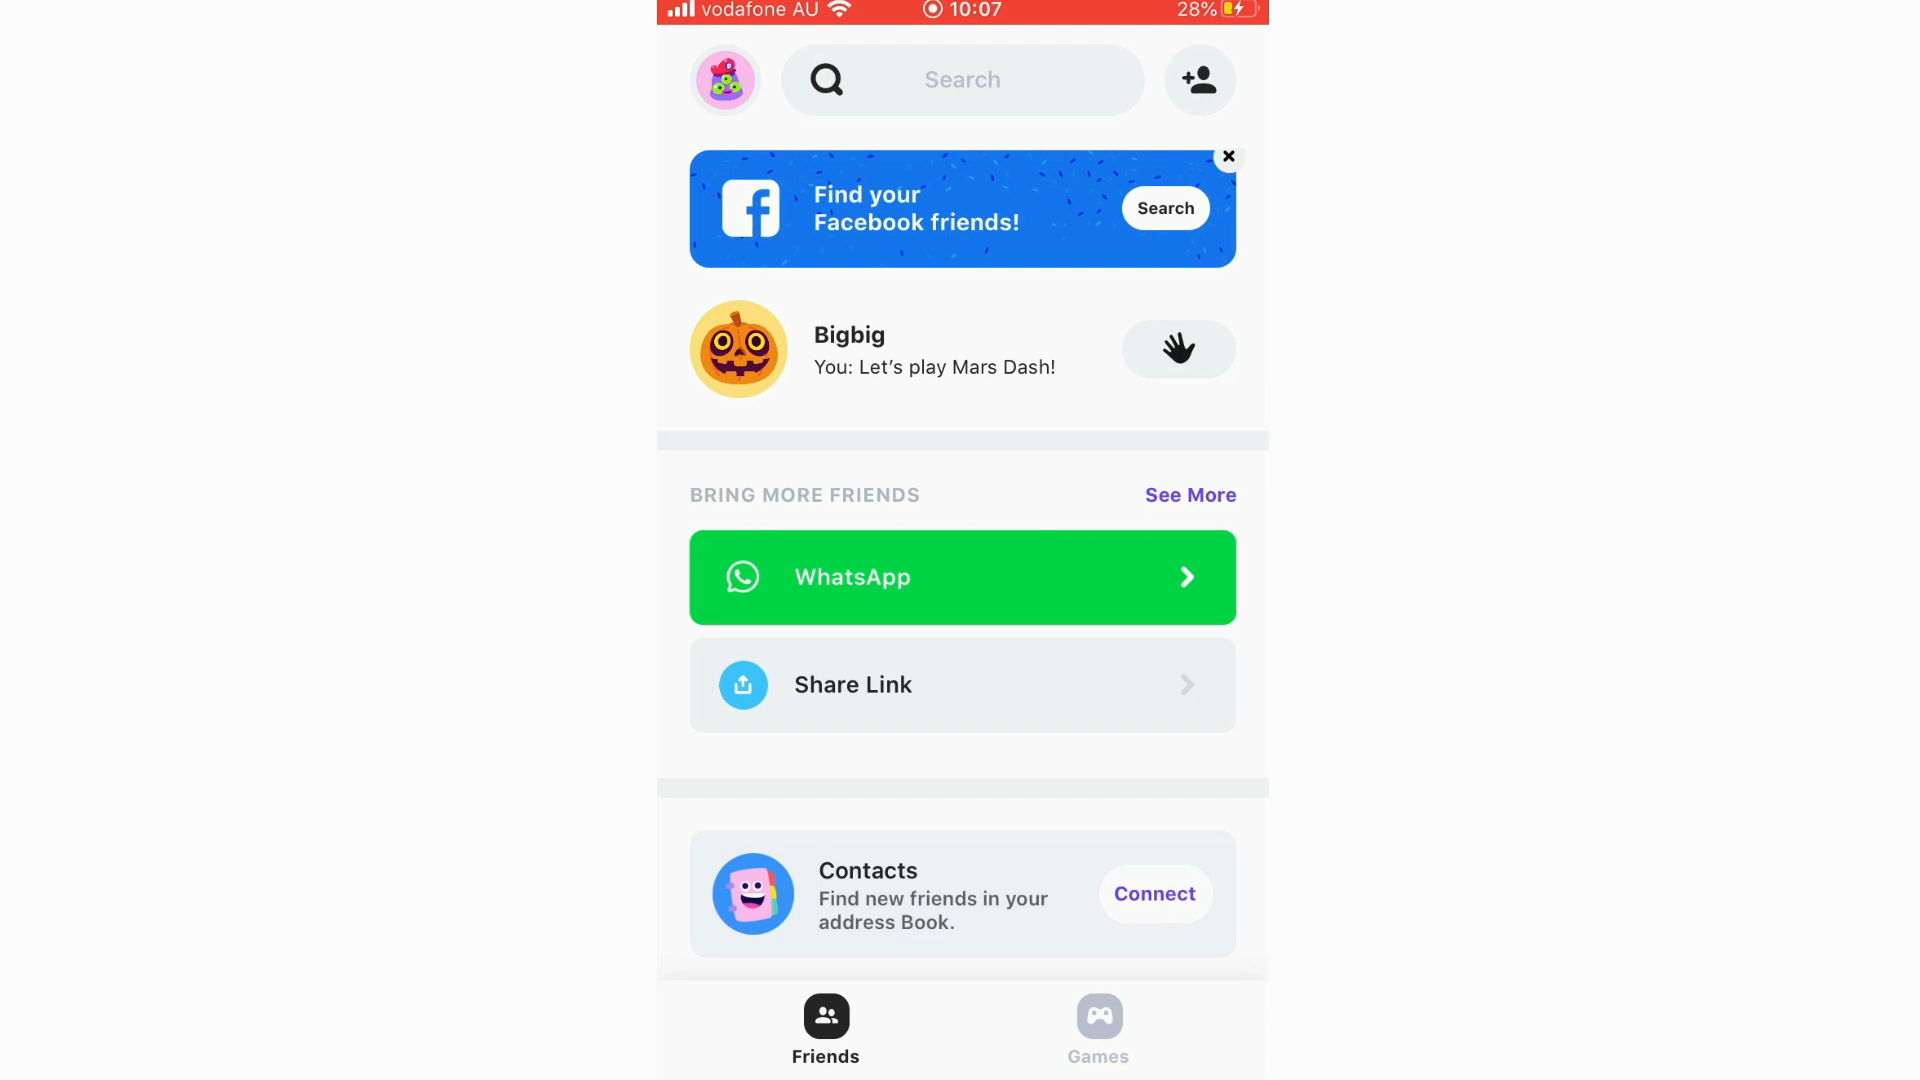 vodafone AU 10:07 28%
Search
Find your
Facebook friends!
Search
Bigbig
You: Let's play Mars Dash!
BRING MORE FRIENDS See More
WhatsApp
Share Link
Contacts
Find new friends in your
address Book.
Connect
Friends Games